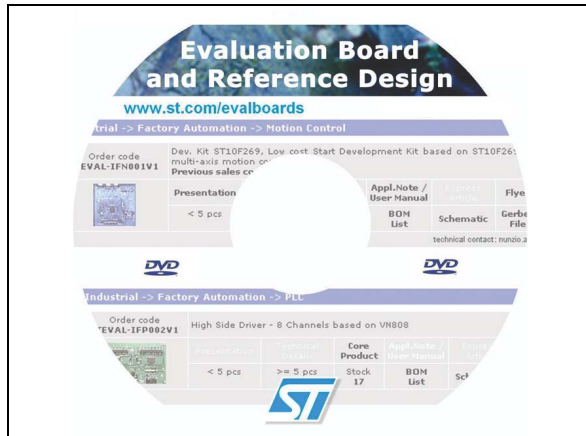 Evaluation Board
and Reference Design
www.st.com/evalboards
trial -> Factory Automation -> Motion Control
Order code
EVAL-IFN001V1
Dev. Kit ST10F269, Low cost Start Development Kit based on ST10F26
multi-axis motion c
Previous sales c
Presentation
Appl.Note /
User Manual
Flye
< 5 pcs
BOM
List
Schematic
Gerbe
File
technical contact: nunzio.a
DVD
DVD
Industrial -> Factory Automation -> PLC
Order code
TEVAL-IFP002V1
High Side Driver - 8 Channels based on VN808
Presentation
Technical
Details
Core
Product
Appl.Note /
User Manual
< 5 pcs
>= 5 pcs
Stock
17
BOM
List
Sch
ST